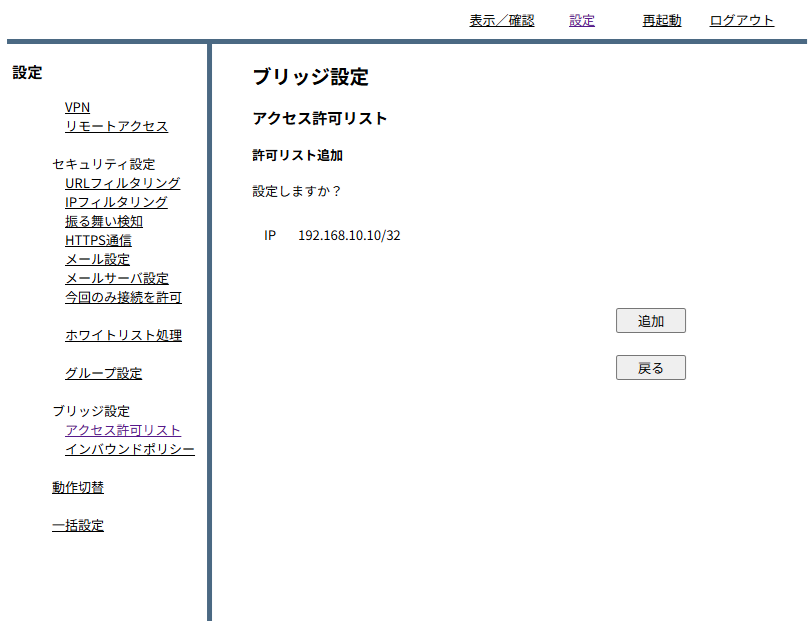 表示／確認 設定 再起動 ログアウト
設定
VPN
リモートアクセス
セキュリティ設定
URLフィルタリング
IPフィルタリング
振る舞い検知
HTTPS通信
メール設定
メールサーバ設定
今回のみ接続を許可
ホワイトリスト処理
グループ設定
ブリッジ設定
アクセス許可リスト
インバウンドポリシー
動作切替
一括設定
ブリッジ設定
アクセス許可リスト
許可リスト追加
設定しますか？
IP 192.168.10.10/32
追加
戻る